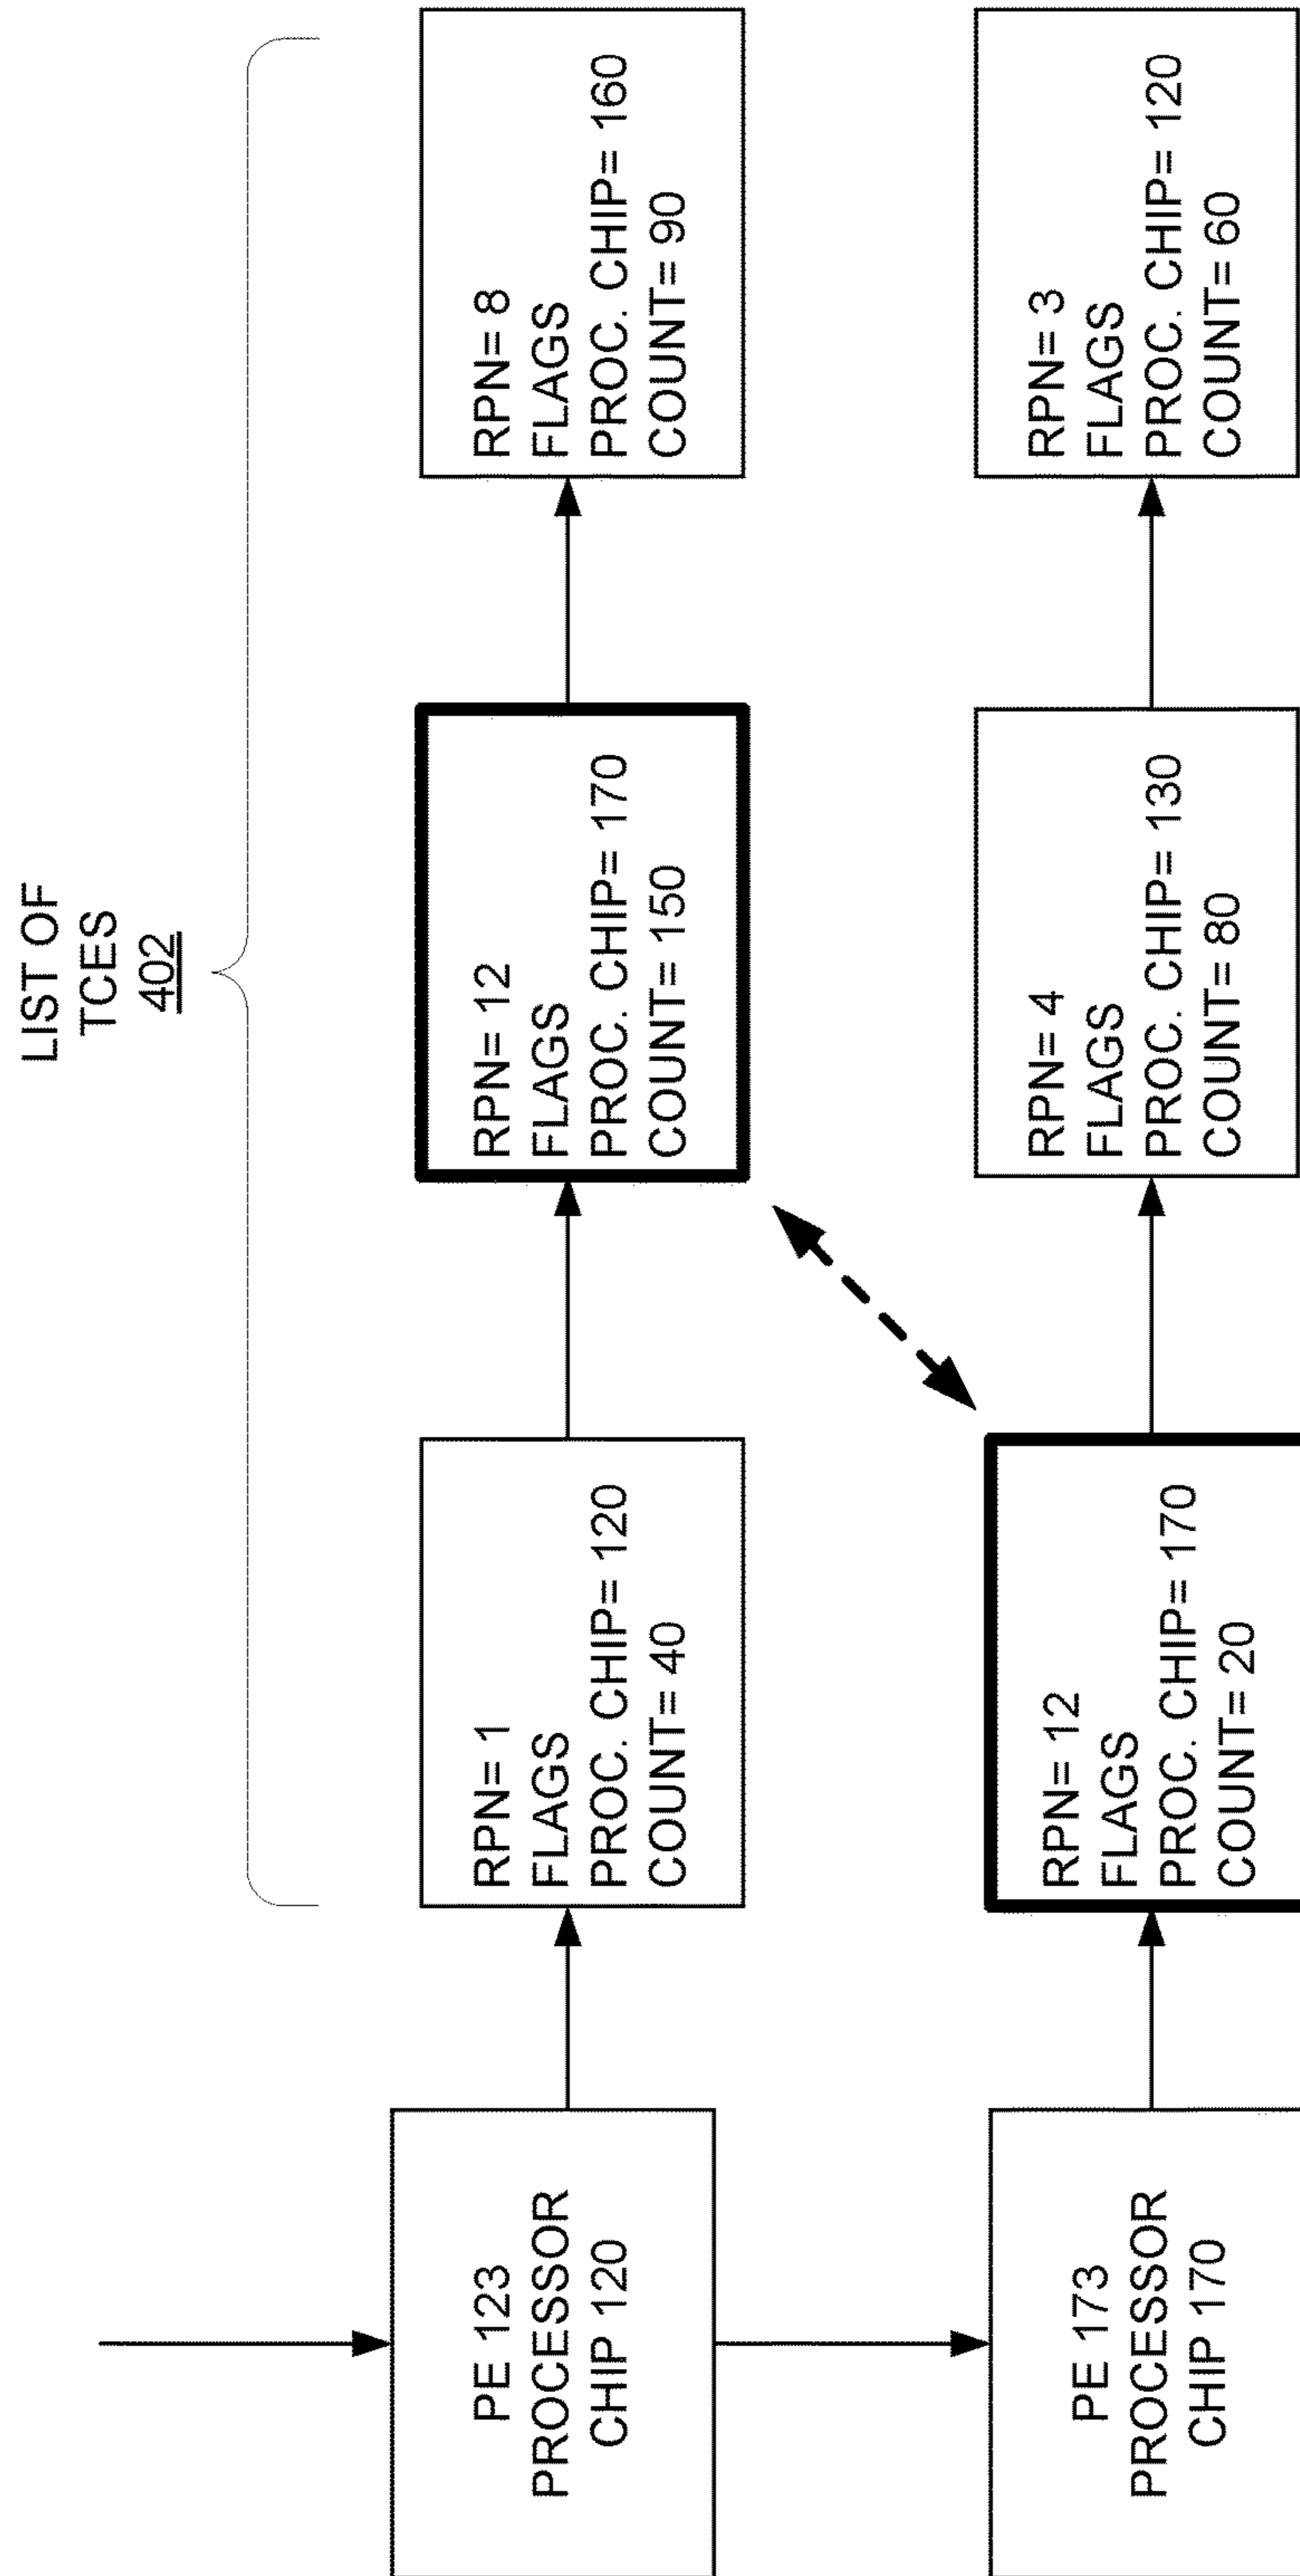 LIST OF
TCES
402
PE 123
PROCESSOR
CHIP 120
RPN= 1
FLAGS
PROC. CHIP= 120
COUNT= 40
RPN= 12
FLAGS
PROC. CHIP= 170
COUNT= 150
RPN= 8
FLAGS
PROC. CHIP= 160
COUNT= 90
PE 173
PROCESSOR
CHIP 170
RPN= 12
FLAGS
PROC. CHIP= 170
COUNT= 20
RPN= 4
FLAGS
PROC. CHIP= 130
COUNT= 80
RPN= 3
FLAGS
PROC. CHIP= 120
COUNT= 60